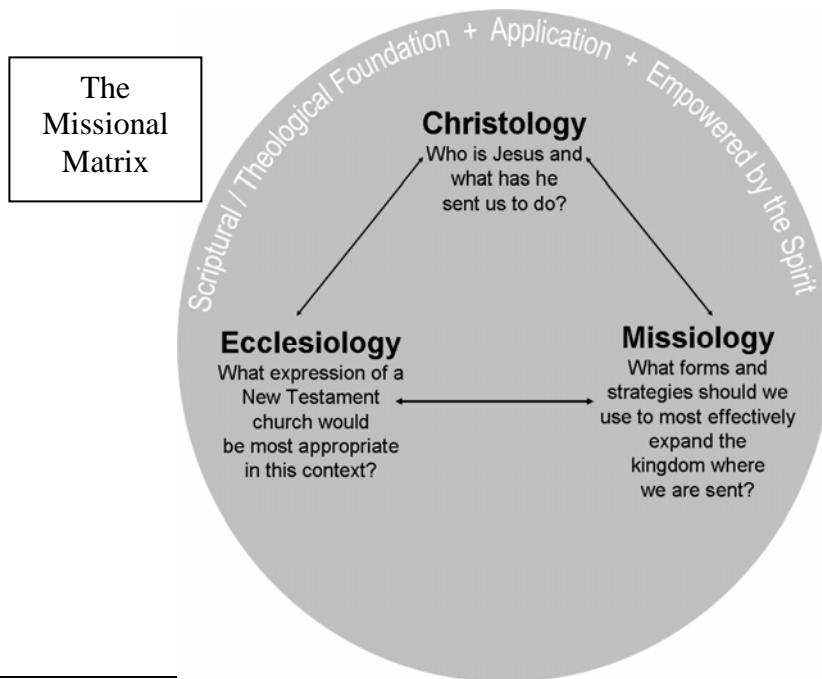 The
Missional
Matrix
Scriptural / Theological Foundation + Application + Empowered by the Spirit
Christology
Who is Jesus and
what has he
sent us to do?
Ecclesiology
What expression of a
New Testament
church would
be most appropriate
in this context?
Missiology
What forms and
strategies should we
use to most effectively
expand the
kingdom where
we are sent?